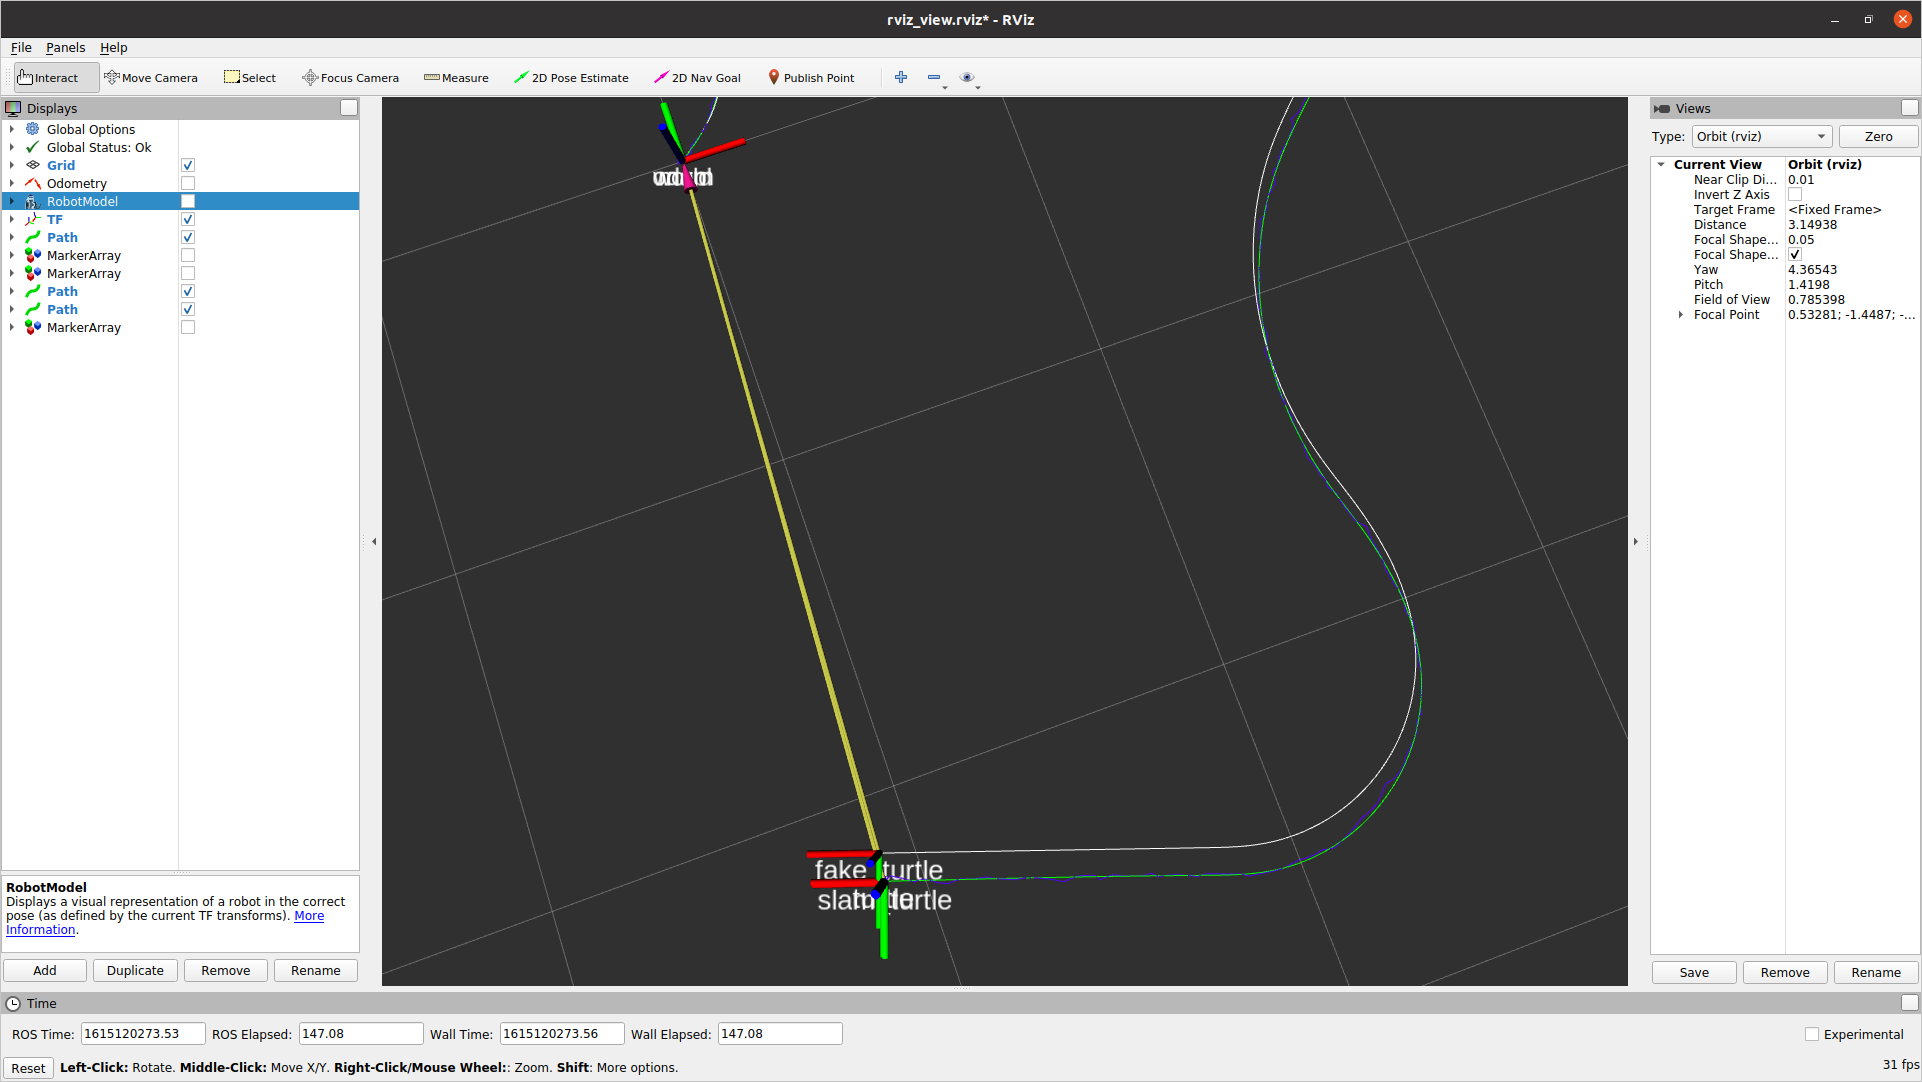 rviz_view.rviz* - RViz
File Panels Help
Interact Move Camera Select Focus Camera Measure 2D Pose Estimate 2D Nav Goal Publish Point
Displays
Global Options
Global Status: Ok
Grid
Odometry
RobotModel
TF
Path
MarkerArray
MarkerArray
Path
Path
MarkerArray
RobotModel
Displays a visual representation of a robot in the correct
pose (as defined by the current TF transforms). More
Information.
Add Duplicate Remove Rename
fake_turtle
Views
Type: Orbit (rviz) Zero
Current View Orbit (rviz)
Near Clip Di... 0.01
Invert Z Axis
Target Frame <Fixed Frame>
Distance 3.14938
Focal Shape... 0.05
Focal Shape...
Yaw 4.36543
Pitch 1.4198
Field of View 0.785398
Focal Point 0.53281; -1.4487; -...
Save Remove Rename
Time
ROS Time: 1615120273.53 ROS Elapsed: 147.08 Wall Time: 1615120273.56 Wall Elapsed: 147.08 Experimental
Reset Left-Click: Rotate. Middle-Click: Move X/Y. Right-Click/Mouse Wheel:: Zoom. Shift: More options. 31 fps